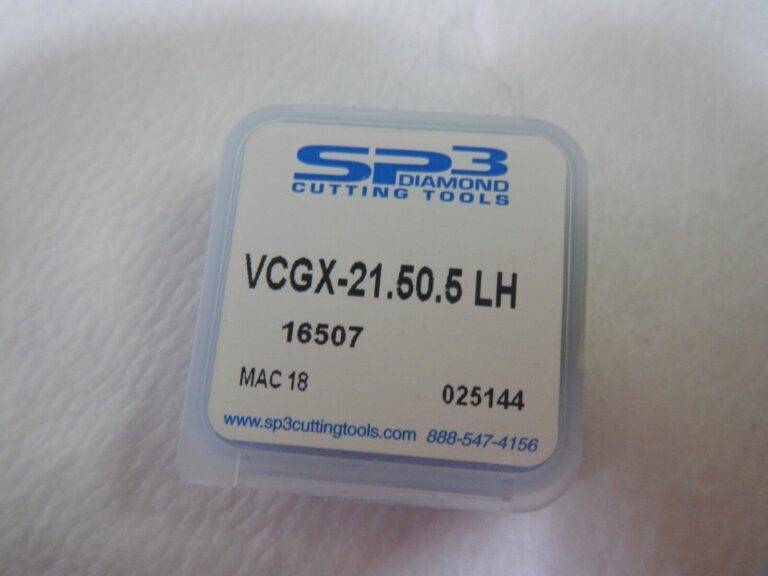 SP3
DIAMOND
CUTTING TOOLS
VCGX-21.50.5 LH
16507
MAC 18 025144
www.sp3cuttingtools.com 888-547-4156